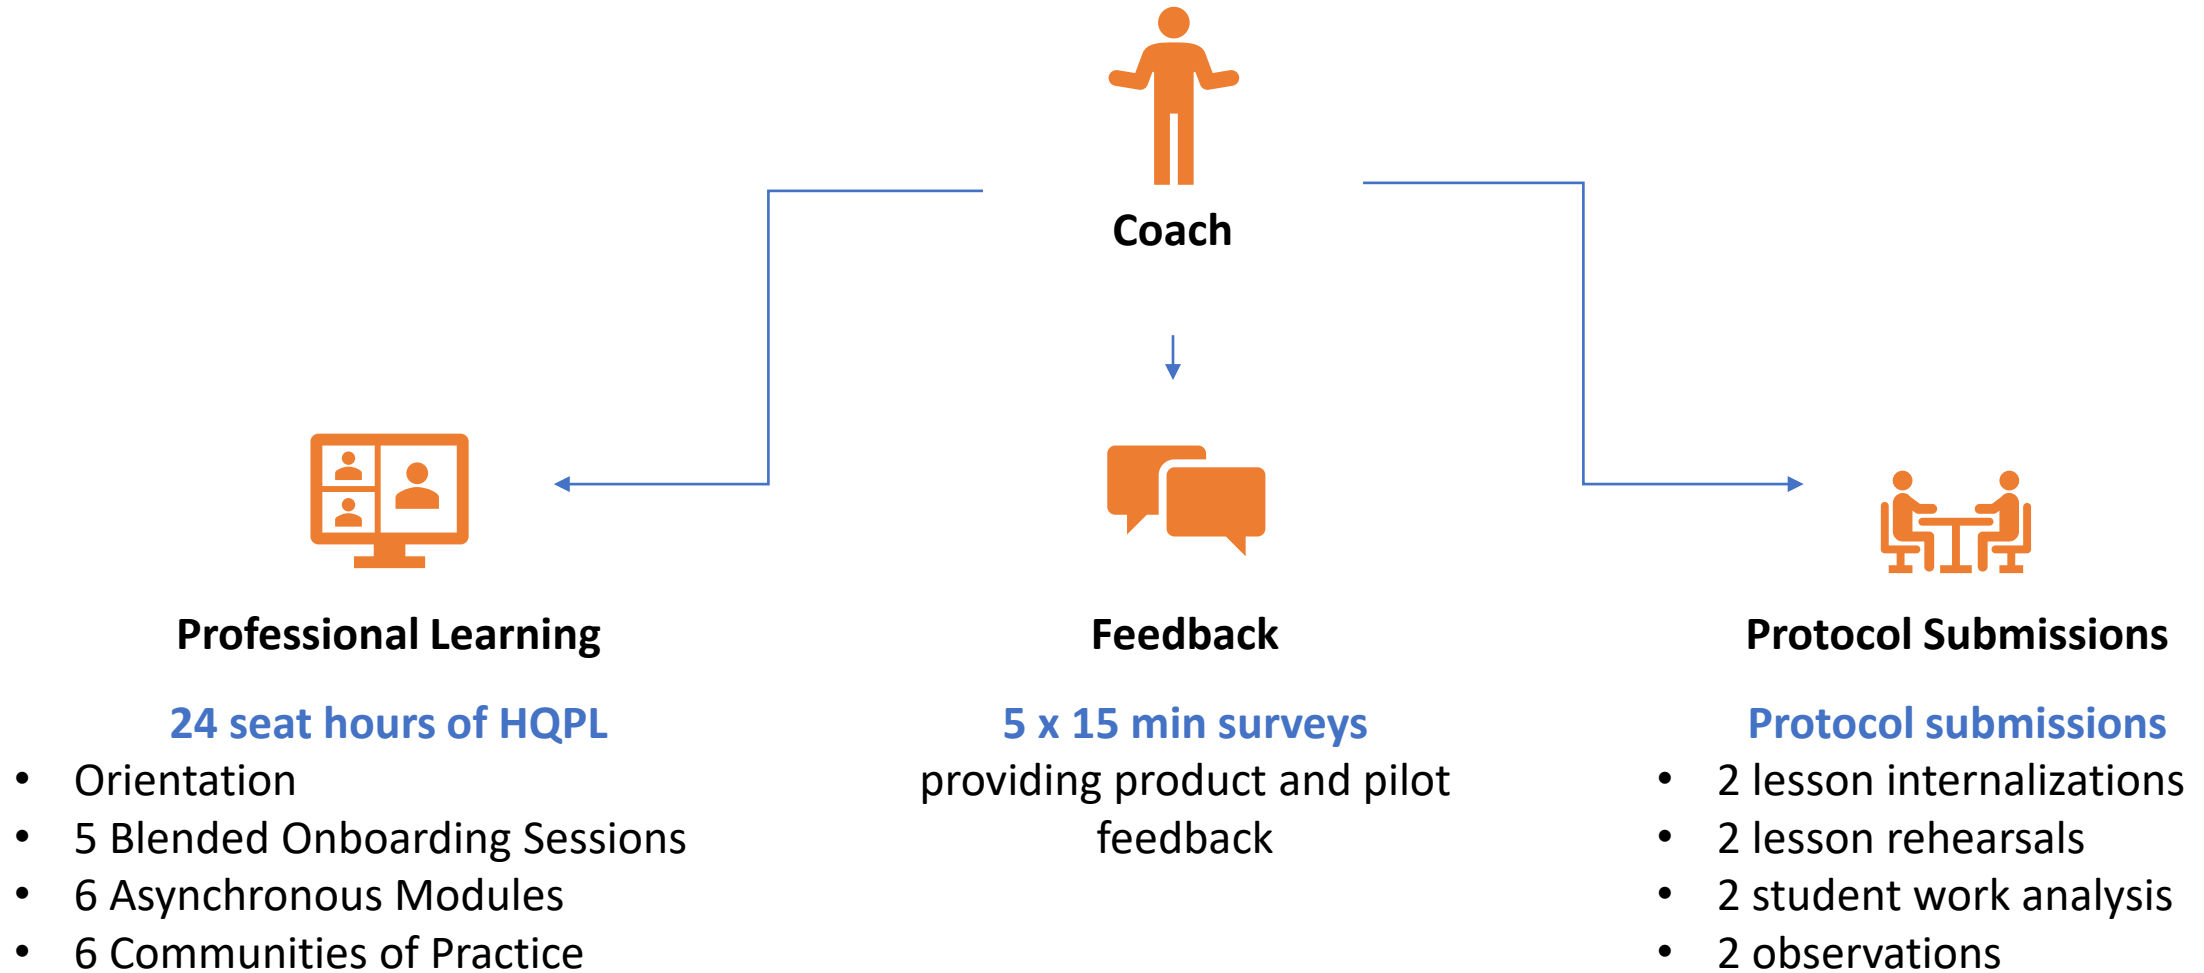 Coach
Professional Learning
24 seat hours of HQPL
• Orientation
• 5 Blended Onboarding Sessions
• 6 Asynchronous Modules
• 6 Communities of Practice
Feedback
5 x 15 min surveys
providing product and pilot
feedback
Protocol Submissions
Protocol submissions
• 2 lesson internalizations
• 2 lesson rehearsals
• 2 student work analysis
• 2 observations